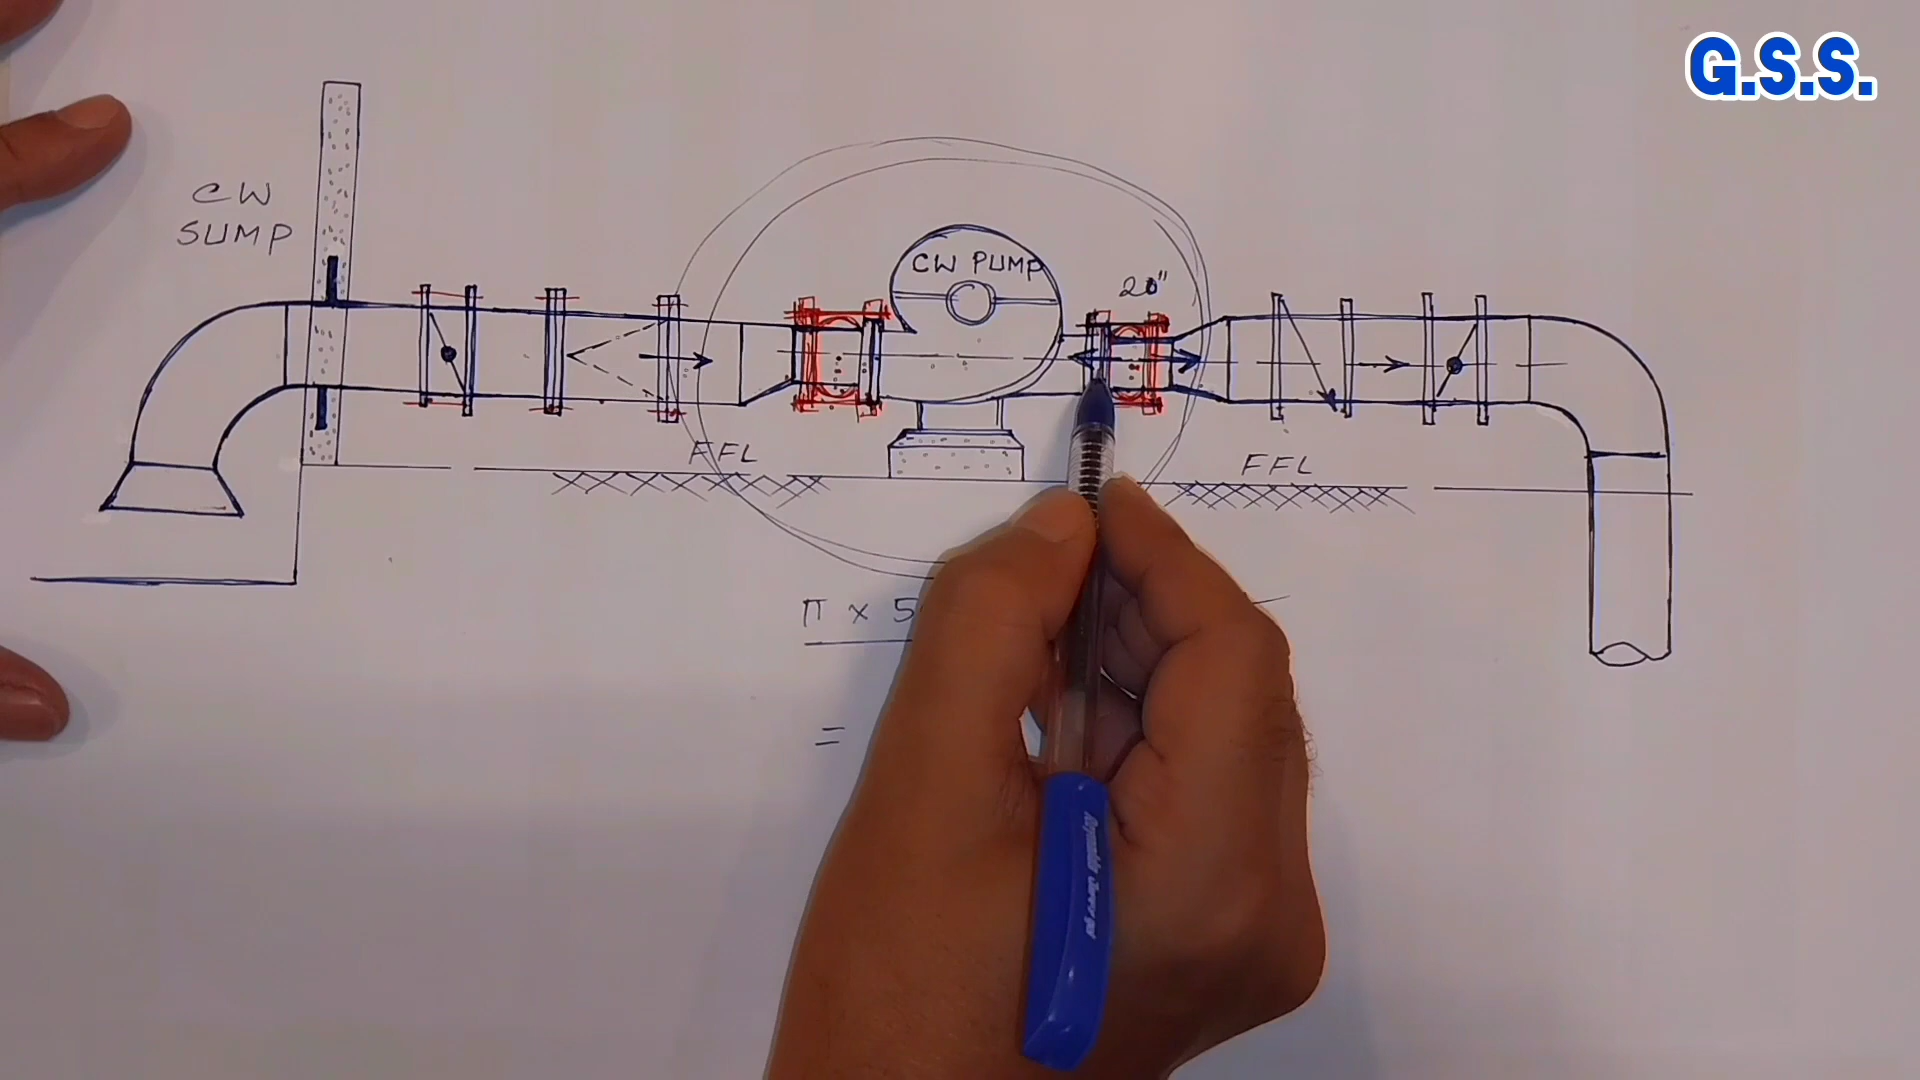 G.S.S.
CW
SUMP
CW PUMP
20"
FFL
FFL
π × 5
=